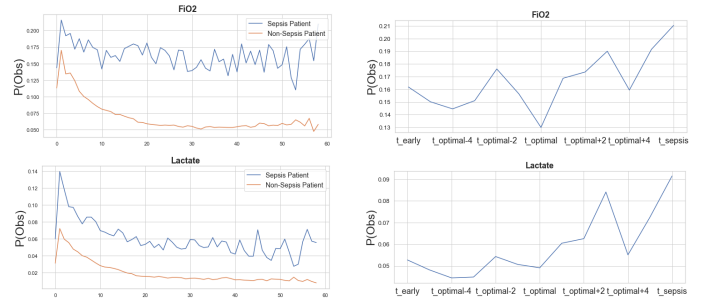 FiO2
P(Obs)
0.200
0.175
0.150
0.125
0.100
0.075
0.050
Sepsis Patient
Non-Sepsis Patient
0 10 20 30 40 50 60
FiO2
P(Obs)
0.21
0.20
0.19
0.18
0.17
0.16
0.15
0.14
0.13
t_early t_optimal-4 t_optimal-2 t_optimal t_optimal+2 t_optimal+4 t_sepsis
Lactate
P(Obs)
0.14
0.12
0.10
0.08
0.06
0.04
0.02
Sepsis Patient
Non-Sepsis Patient
0 10 20 30 40 50 60
Lactate
P(Obs)
0.09
0.08
0.07
0.06
0.05
t_early t_optimal-4 t_optimal-2 t_optimal t_optimal+2 t_optimal+4 t_sepsis